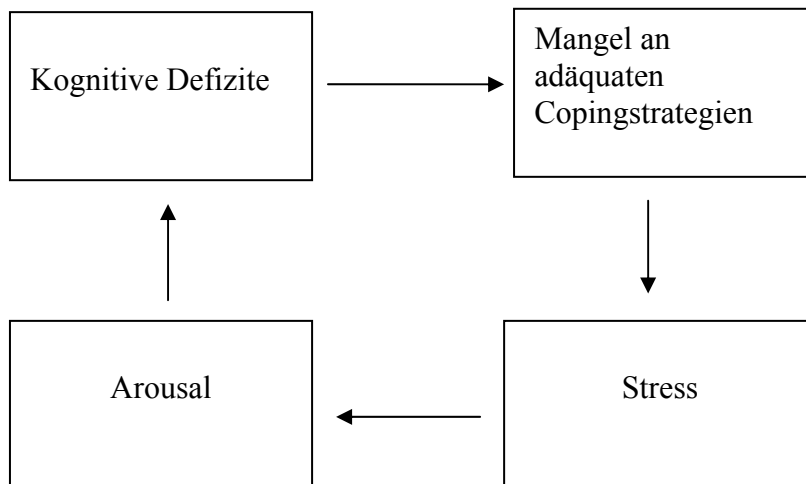 Kognitive Defizite
Mangel an
adäquaten
Copingstrategien
Arousal
Stress